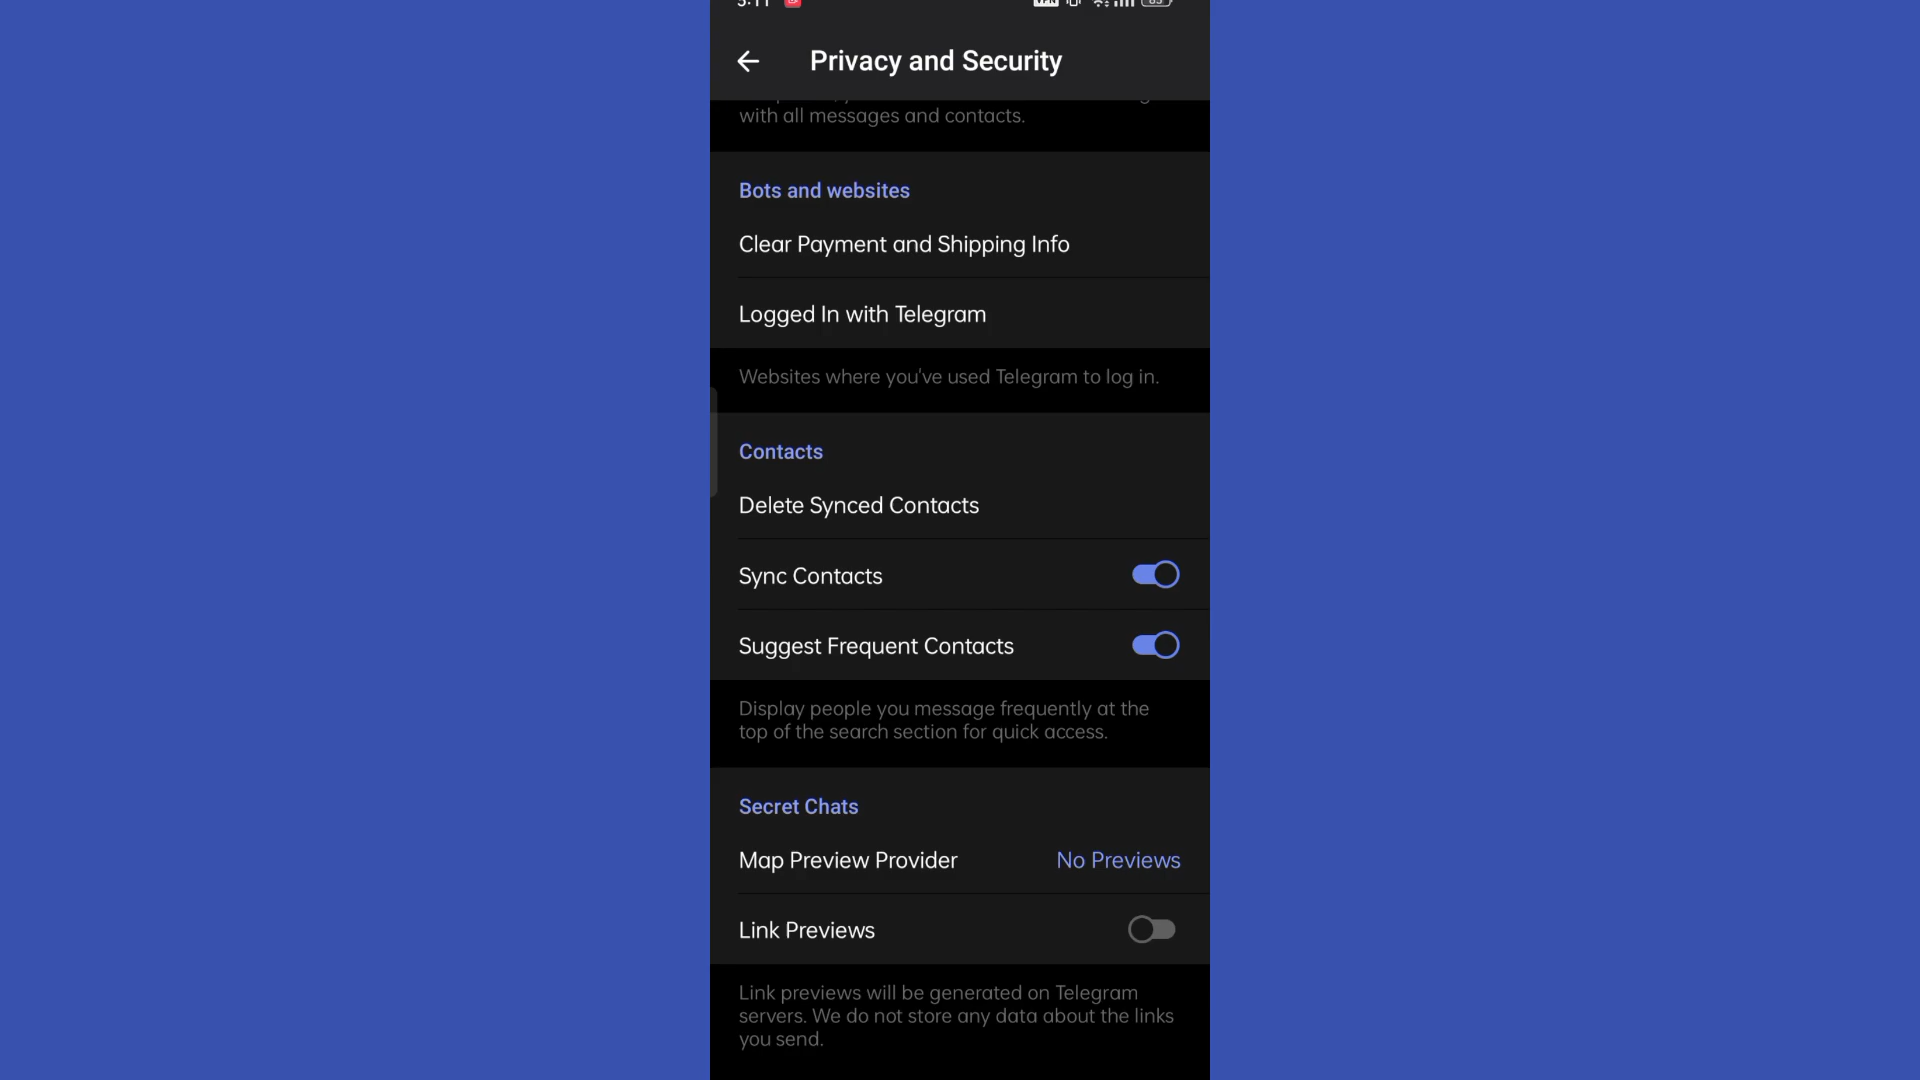 Privacy and Security
with all messages and contacts.
Bots and websites
Clear Payment and Shipping Info
Logged In with Telegram
Websites where you've used Telegram to log in.
Contacts
Delete Synced Contacts
Sync Contacts
Suggest Frequent Contacts
Display people you message frequently at the
top of the search section for quick access.
Secret Chats
Map Preview Provider No Previews
Link Previews
Link previews will be generated on Telegram
servers. We do not store any data about the links
you send.